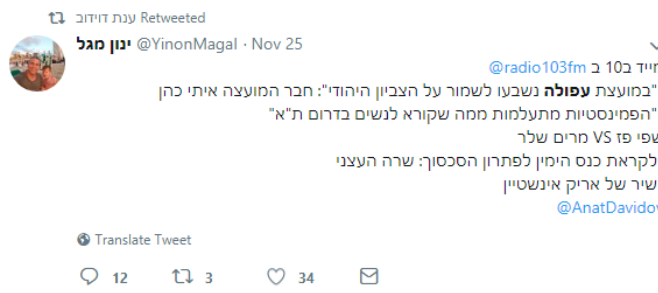 ענת דוידוב Retweeted
ינון מגל @YinonMagal · Nov 25
מייד ב10 ב @radio103fm
"במועצת עפולה נשבעו לשמור על הצביון היהודי": חבר המועצה איתי כהן
"הפמינסטיות מתעלמות ממה שקורא לנשים בדרום ת"א"
שפי פז VS מרים שלר
לקראת כנס הימין לפתרון הסכסוך: שרה העצני
שיר של אריק אינשטיין
@AnatDavidov
Translate Tweet
12 3 34